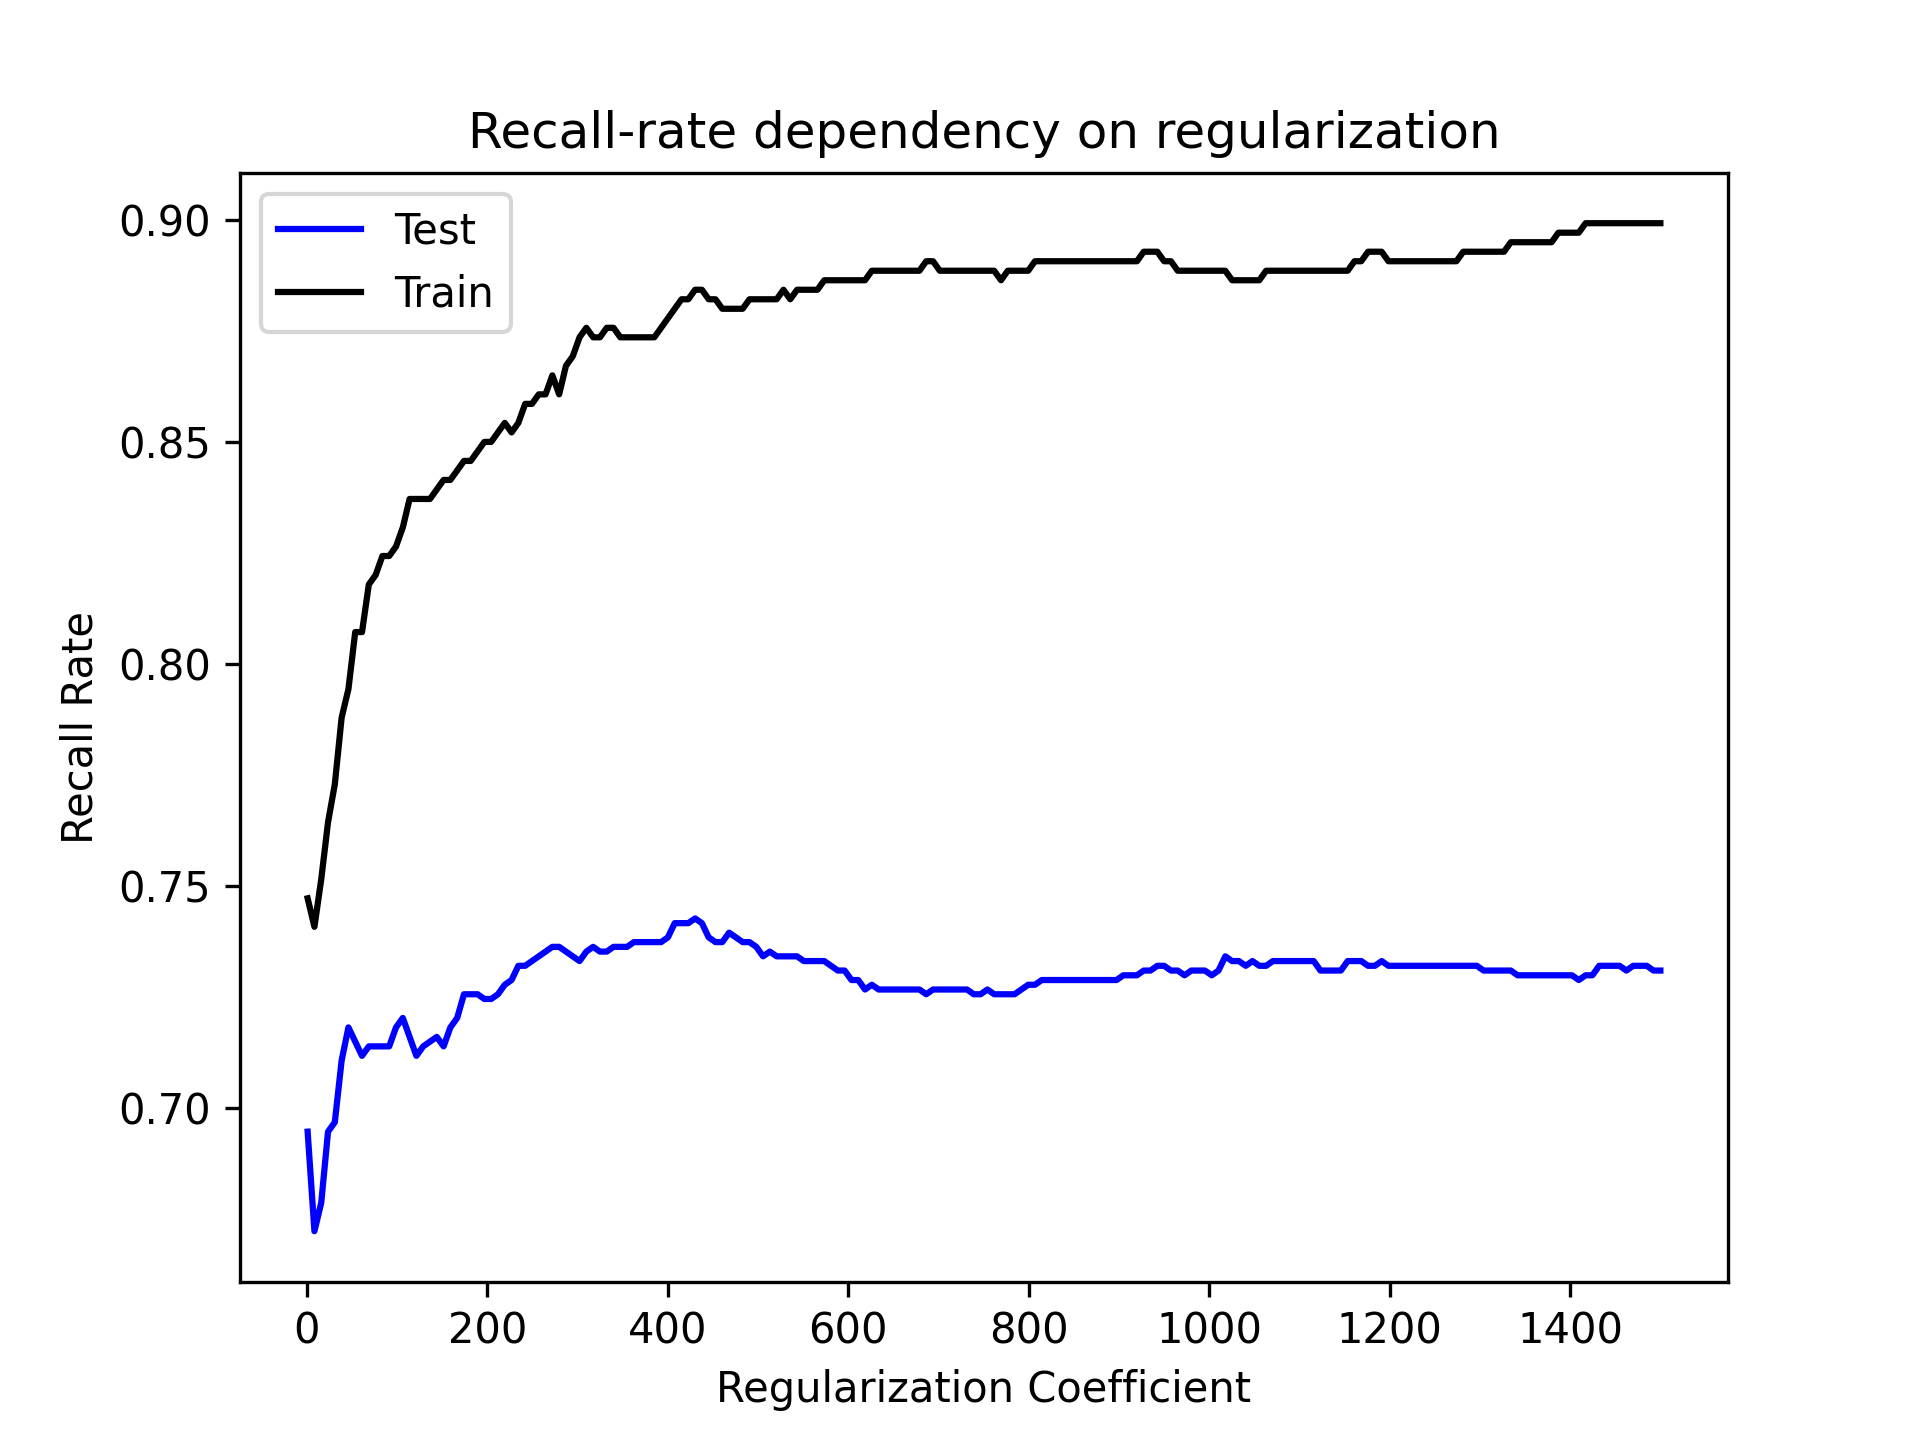 Recall-rate dependency on regularization
Test
Train
0.90
0.85
0.80
0.75
0.70
Recall Rate
0 200 400 600 800 1000 1200 1400
Regularization Coefficient